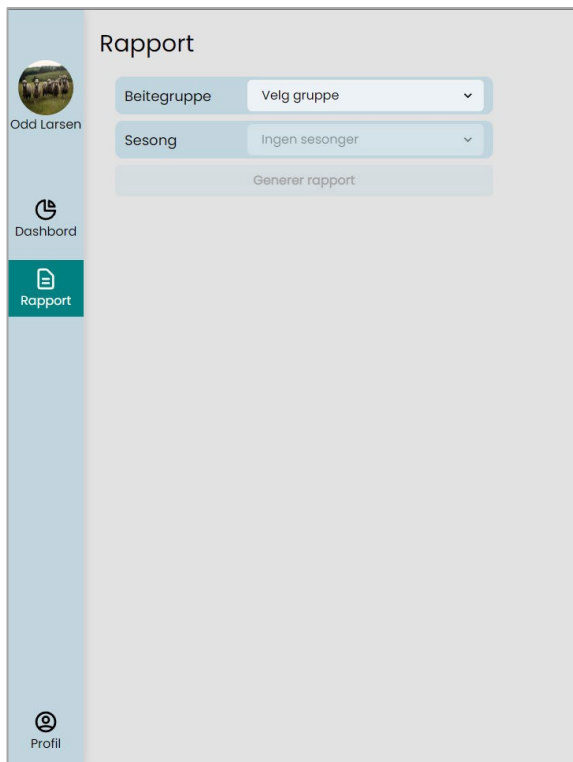 Rapport
Odd Larsen
Beitegruppe Velg gruppe
Sesong Ingen sesonger
Generer rapport
Dashbord
Rapport
Profil